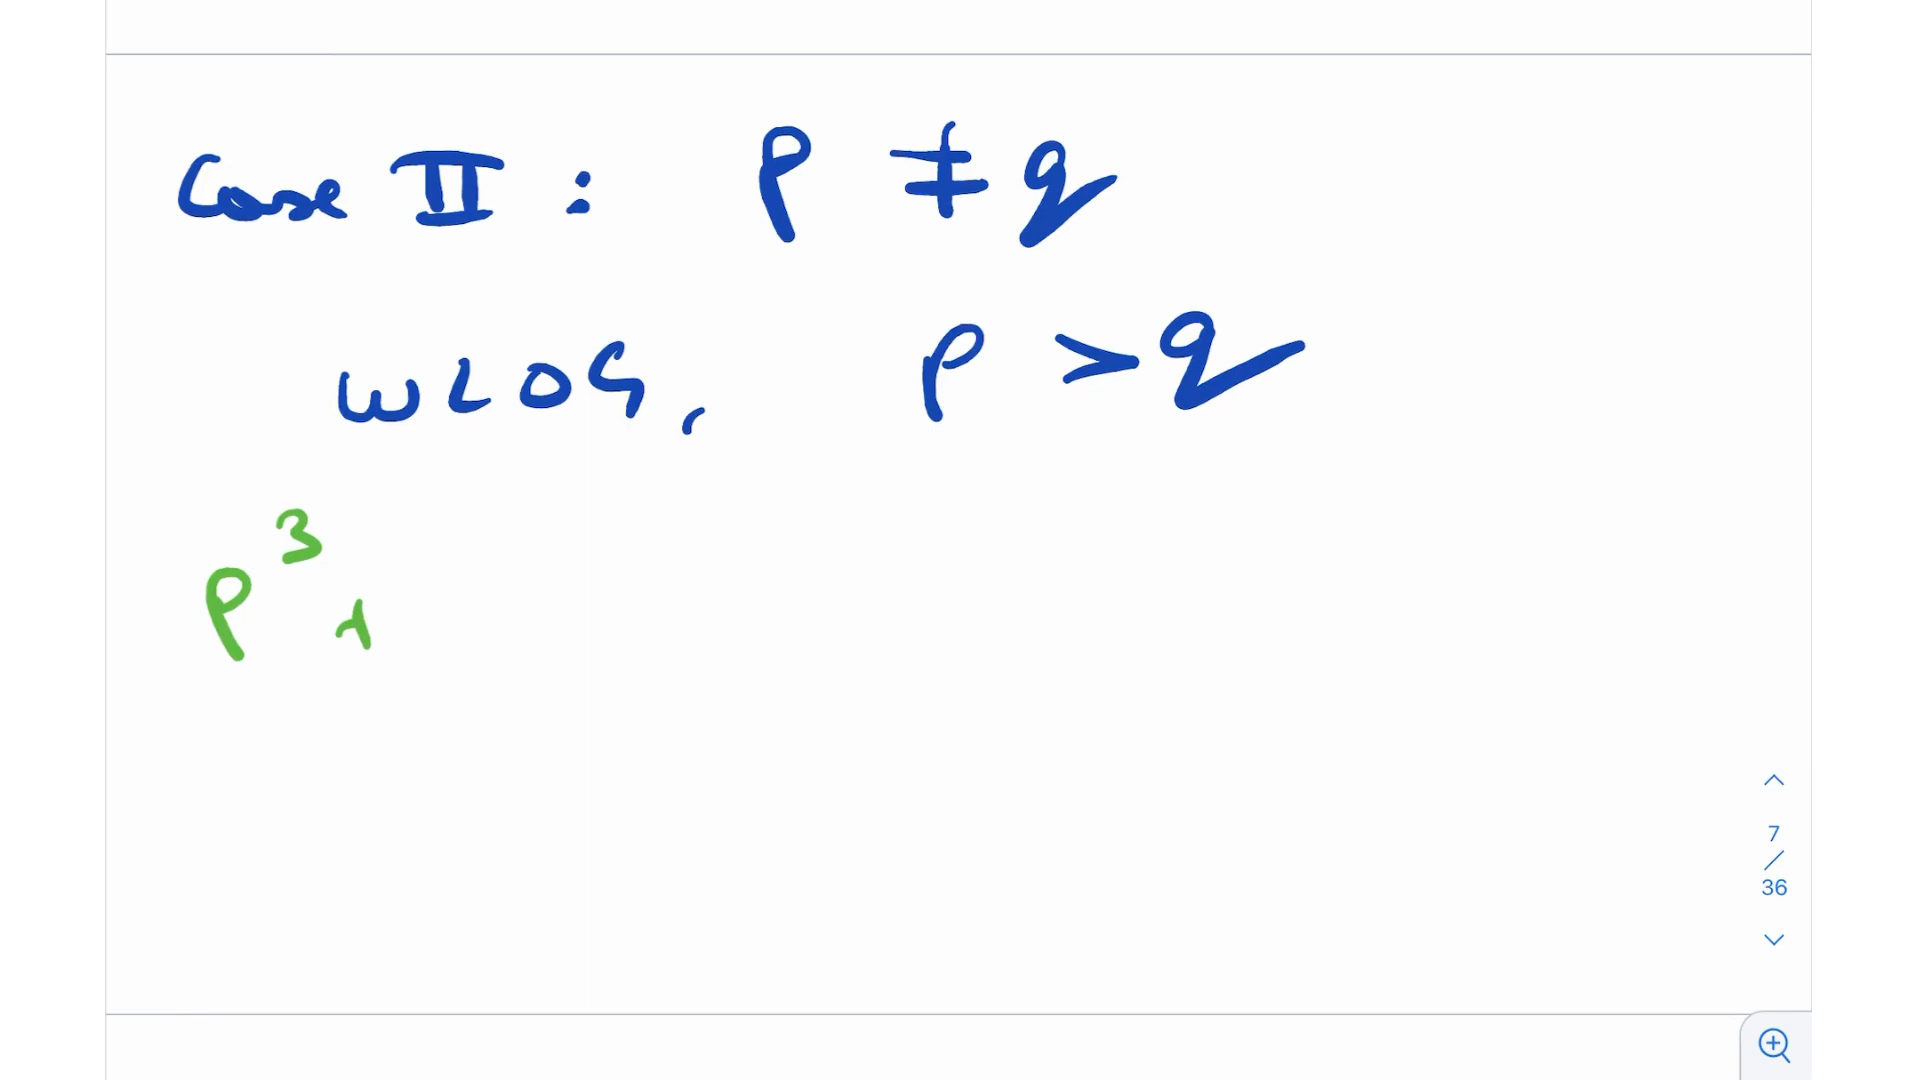 Case II : p ≠ q
WLOG, p > q
p³ +
7
/
36